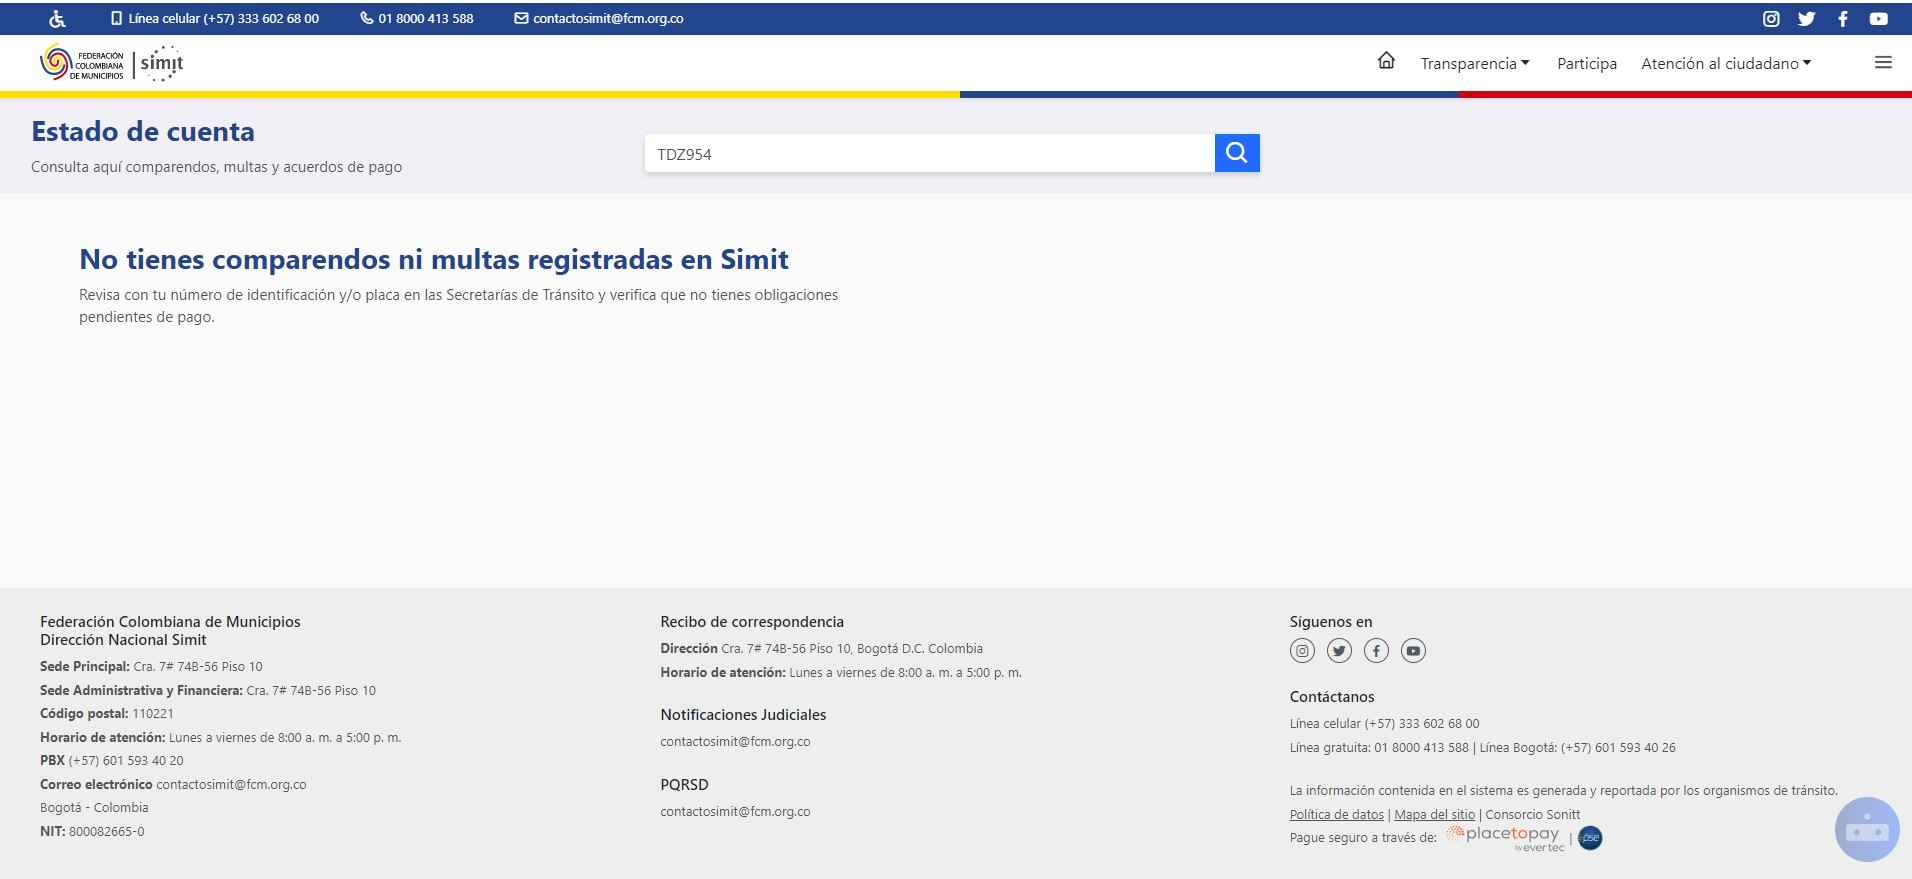 Línea celular (+57) 333 602 68 00 01 8000 413 588 contactosimit@fcm.org.co
FEDERACIÓN
COLOMBIANA
DE MUNICIPIOS
simit
Transparencia Participa Atención al ciudadano
Estado de cuenta
Consulta aquí comparendos, multas y acuerdos de pago
TDZ954
No tienes comparendos ni multas registradas en Simit
Revisa con tu número de identificación y/o placa en las Secretarías de Tránsito y verifica que no tienes obligaciones
pendientes de pago.
Federación Colombiana de Municipios
Dirección Nacional Simit
Sede Principal: Cra. 7# 74B-56 Piso 10
Sede Administrativa y Financiera: Cra. 7# 74B-56 Piso 10
Código postal: 110221
Horario de atención: Lunes a viernes de 8:00 a. m. a 5:00 p. m.
PBX (+57) 601 593 40 20
Correo electrónico contactosimit@fcm.org.co
Bogotá - Colombia
NIT: 800082665-0
Recibo de correspondencia
Dirección Cra. 7# 74B-56 Piso 10, Bogotá D.C. Colombia
Horario de atención: Lunes a viernes de 8:00 a. m. a 5:00 p. m.
Notificaciones Judiciales
contactosimit@fcm.org.co
PQRSD
contactosimit@fcm.org.co
Síguenos en
Contáctanos
Línea celular (+57) 333 602 68 00
Línea gratuita: 01 8000 413 588 | Línea Bogotá: (+57) 601 593 40 26
La información contenida en el sistema es generada y reportada por los organismos de tránsito.
Política de datos | Mapa del sitio | Consorcio Sonitt
Pague seguro a través de: placetopay | pse
by evertec